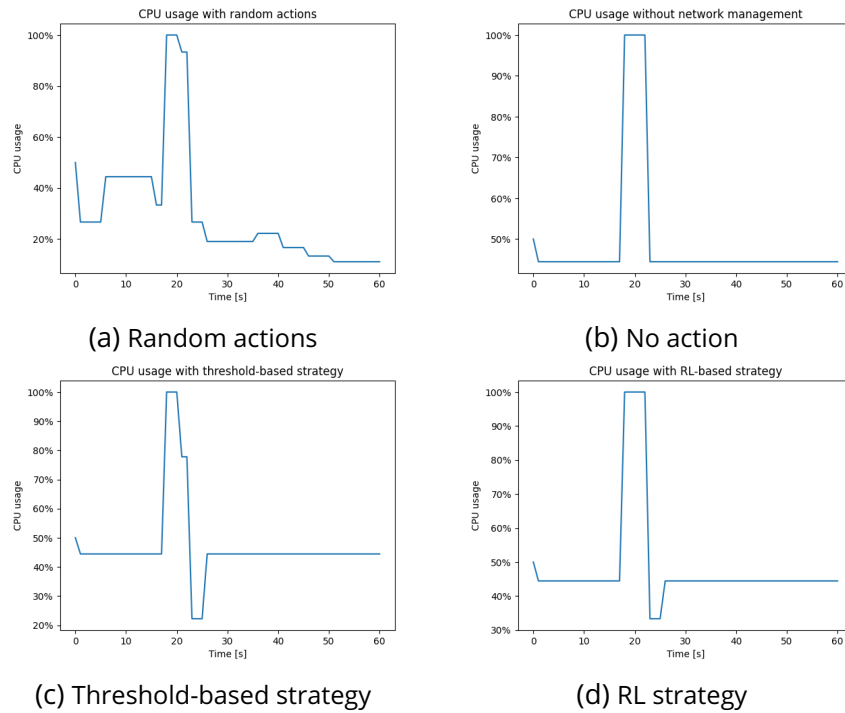 CPU usage with random actions
100%
80%
60%
40%
20%
CPU usage
0 10 20 30 40 50 60
Time [s]
(a) Random actions
CPU usage without network management
100%
90%
80%
70%
60%
50%
CPU usage
0 10 20 30 40 50 60
Time [s]
(b) No action
CPU usage with threshold-based strategy
100%
90%
80%
70%
60%
50%
40%
30%
20%
CPU usage
0 10 20 30 40 50 60
Time [s]
(c) Threshold-based strategy
CPU usage with RL-based strategy
100%
90%
80%
70%
60%
50%
40%
30%
CPU usage
0 10 20 30 40 50 60
Time [s]
(d) RL strategy